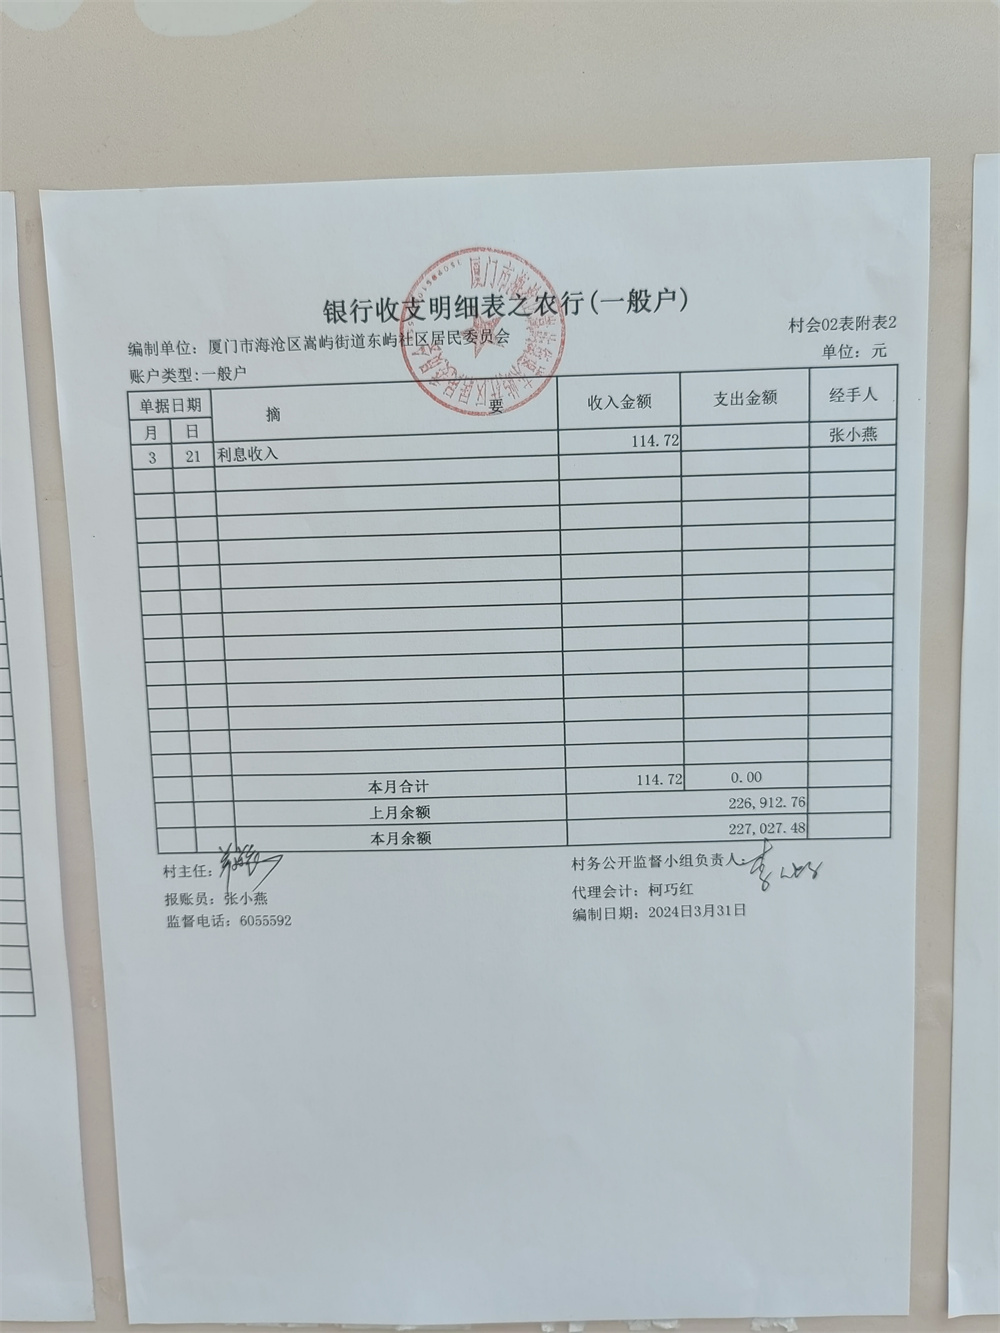 银行收支明细表之农行(一般户)
村会02表附表2
编制单位：厦门市海沧区嵩屿街道东屿社区居民委员会
单位：元
账户类型:一般户
单据日期 摘 要 收入金额 支出金额 经手人
月 日
3 21 利息收入 114.72 张小燕
本月合计 114.72 0.00
上月余额 226,912.76
本月余额 227,027.48
村主任： 村务公开监督小组负责人：
报账员：张小燕 代理会计：柯巧红
监督电话：6055592 编制日期：2024日3月31日